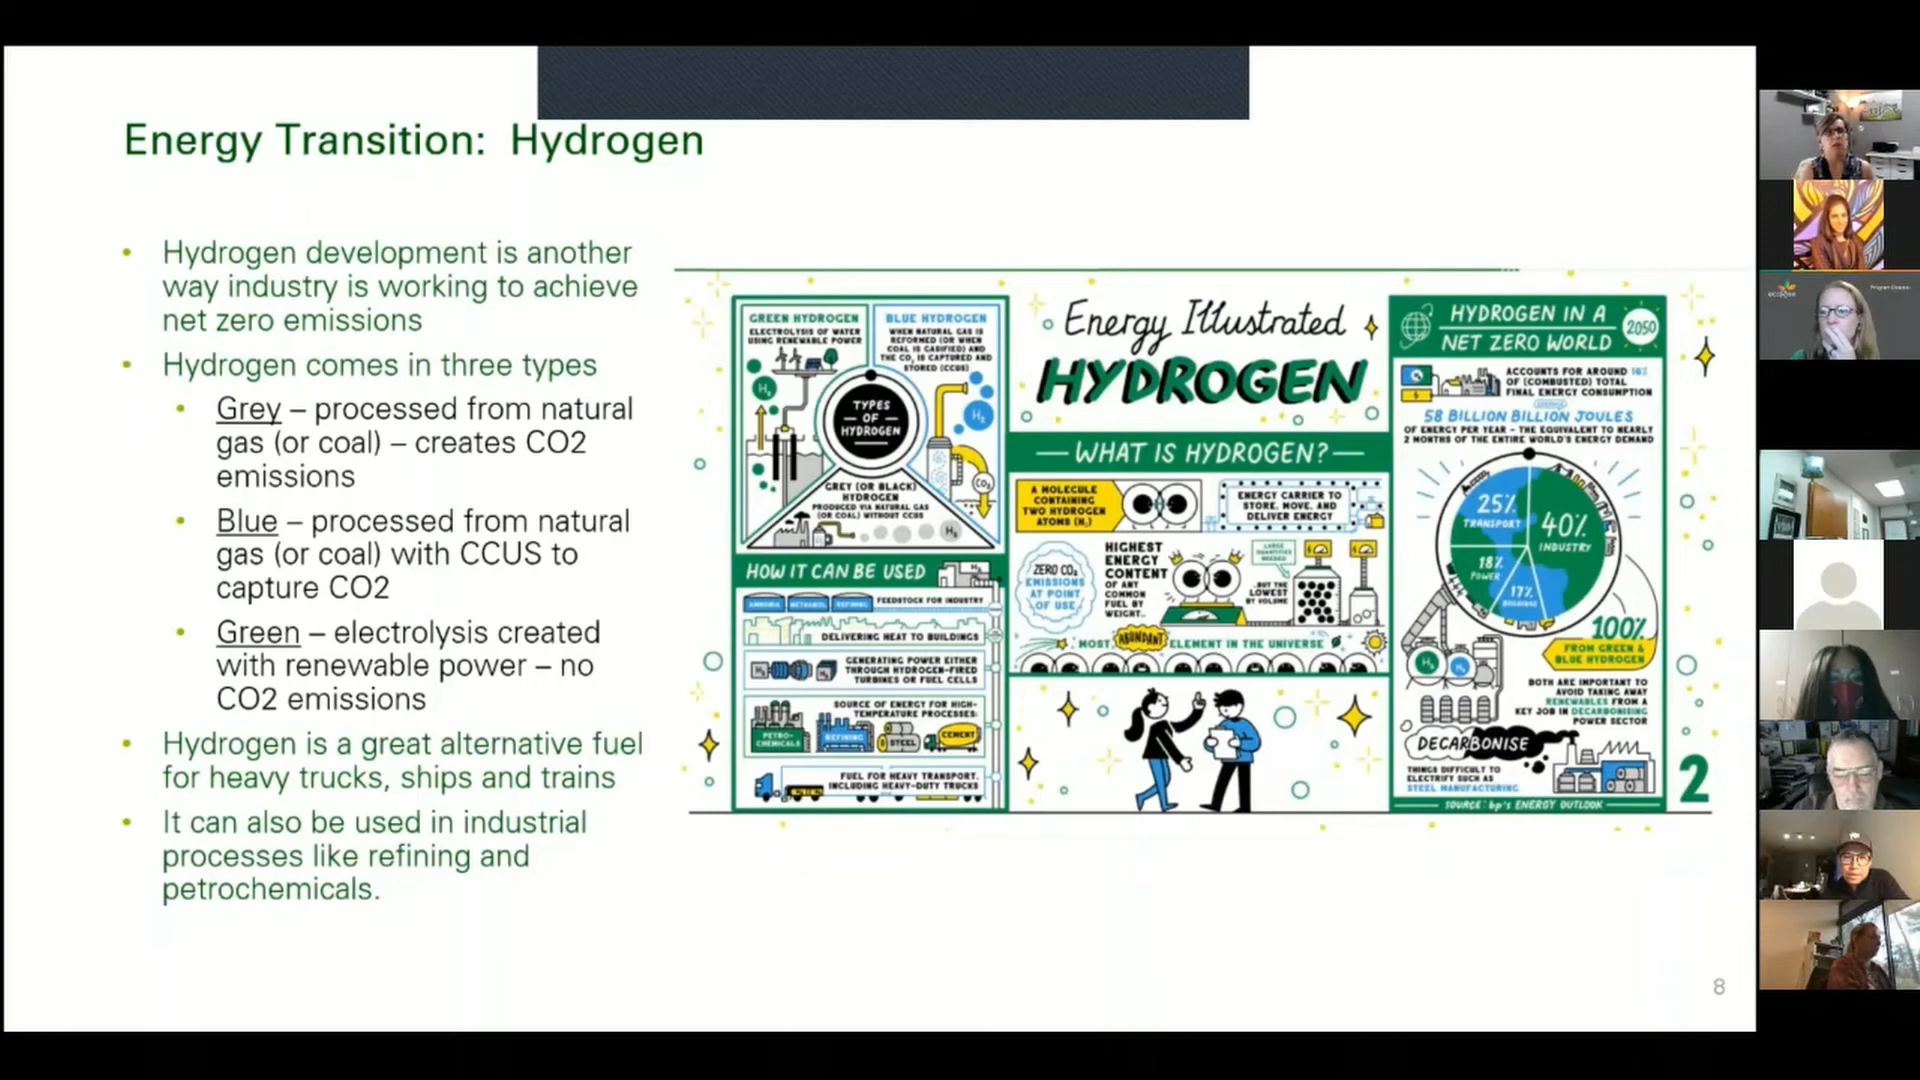 Energy Transition: Hydrogen
• Hydrogen development is another
way industry is working to achieve
net zero emissions
• Hydrogen comes in three types
• Grey – processed from natural
gas (or coal) – creates CO2
emissions
• Blue – processed from natural
gas (or coal) with CCUS to
capture CO2
• Green – electrolysis created
with renewable power – no
CO2 emissions
• Hydrogen is a great alternative fuel
for heavy trucks, ships and trains
• It can also be used in industrial
processes like refining and
petrochemicals.
GREEN HYDROGEN
ELECTROLYSIS OF WATER
USING RENEWABLE POWER
H₂
BLUE HYDROGEN
WHEN NATURAL GAS IS
REFORMED (OR WHEN
COAL IS GASIFIED) AND
THE CO₂ IS CAPTURED AND
STORED (CCUS)
H₂
CO₂
TYPES
OF
HYDROGEN
GREY (OR BLACK)
HYDROGEN
PRODUCED VIA NATURAL GAS
(OR COAL) WITHOUT CCUS
H₂
HOW IT CAN BE USED
AMMONIA METHANOL REFINING FEEDSTOCK FOR INDUSTRY
DELIVERING HEAT TO BUILDINGS
GENERATING POWER EITHER
THROUGH HYDROGEN-FIRED
TURBINES OR FUEL CELLS
SOURCE OF ENERGY FOR HIGH-
TEMPERATURE PROCESSES:
PETRO-
CHEMICALS
REFINING
STEEL
CEMENT
FUEL FOR HEAVY TRANSPORT,
INCLUDING HEAVY-DUTY TRUCKS
Energy Illustrated
HYDROGEN
WHAT IS HYDROGEN?
A MOLECULE
CONTAINING
TWO HYDROGEN
ATOMS (H₂)
ENERGY CARRIER TO
STORE, MOVE, AND
DELIVER ENERGY
ZERO CO₂
EMISSIONS
AT POINT
OF USE
HIGHEST
ENERGY
CONTENT
OF ANY
COMMON
FUEL BY
WEIGHT..
LARGE
QUANTITIES
NEEDED
..BUT THE
LOWEST
BY VOLUME
MOST ABUNDANT ELEMENT IN THE UNIVERSE
HYDROGEN IN A
NET ZERO WORLD
2050
ACCOUNTS FOR AROUND 16%
OF (COMBUSTED) TOTAL
FINAL ENERGY CONSUMPTION
58 BILLION BILLION JOULES
OF ENERGY PER YEAR - THE EQUIVALENT TO NEARLY
2 MONTHS OF THE ENTIRE WORLD'S ENERGY DEMAND
25%
TRANSPORT
40%
INDUSTRY
18%
POWER
17%
BUILDINGS
100%
FROM GREEN &
BLUE HYDROGEN
H₂
H₂
BOTH ARE IMPORTANT TO
AVOID TAKING AWAY
RENEWABLES FROM A
KEY JOB IN DECARBONISING
POWER SECTOR
DECARBONISE
THINGS DIFFICULT TO
ELECTRIFY SUCH AS
STEEL MANUFACTURING
SOURCE: bp's ENERGY OUTLOOK
2
8